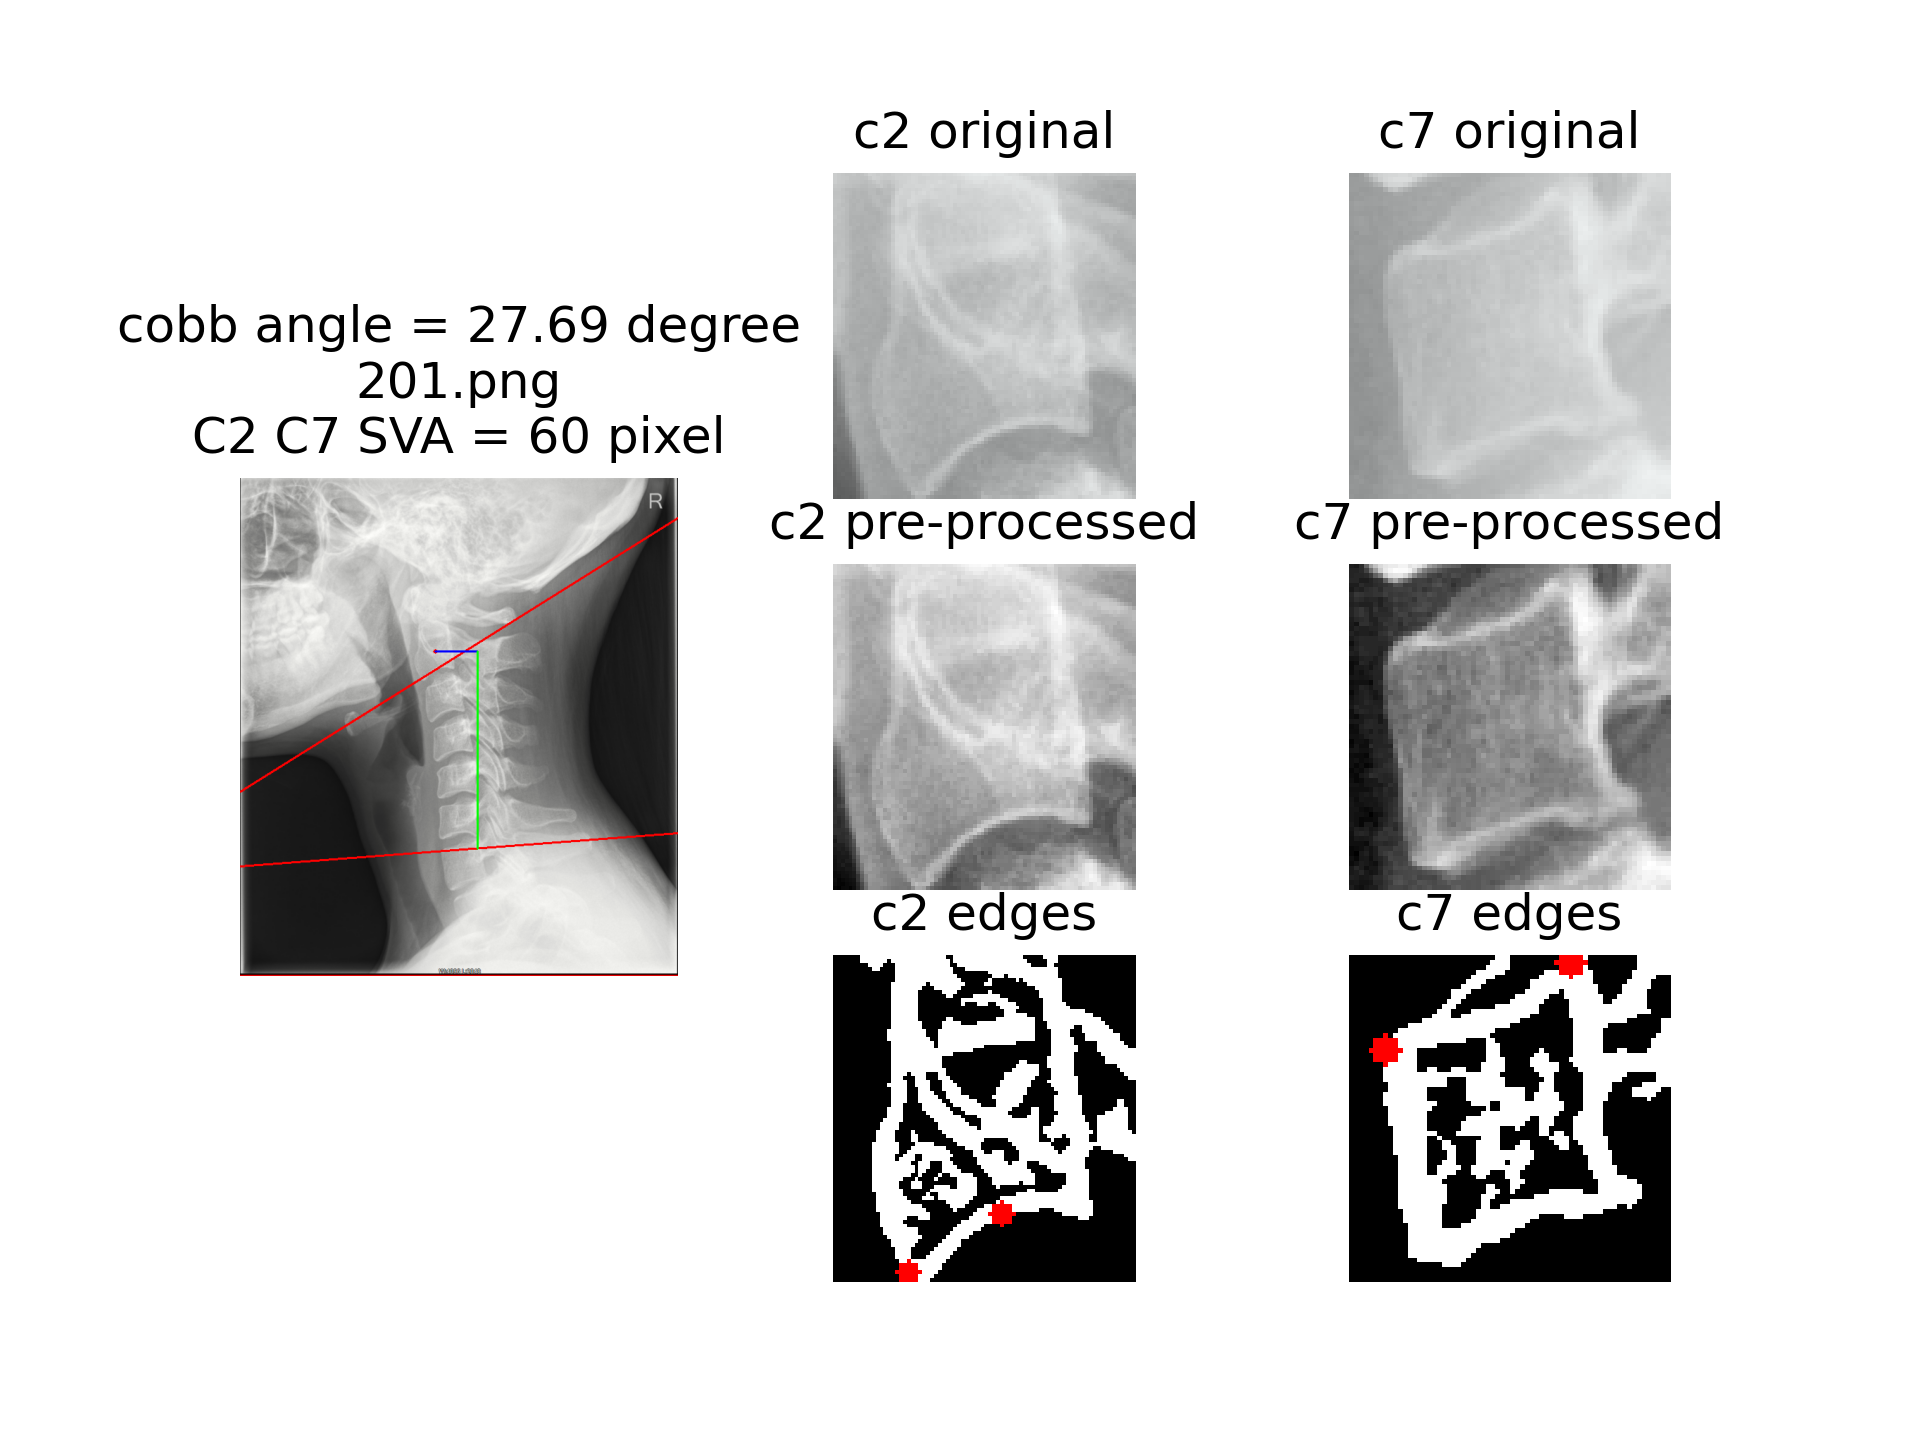 cobb angle = 27.69 degree
201.png
C2 C7 SVA = 60 pixel
R
c2 original
c7 original
c2 pre-processed
c7 pre-processed
c2 edges
c7 edges